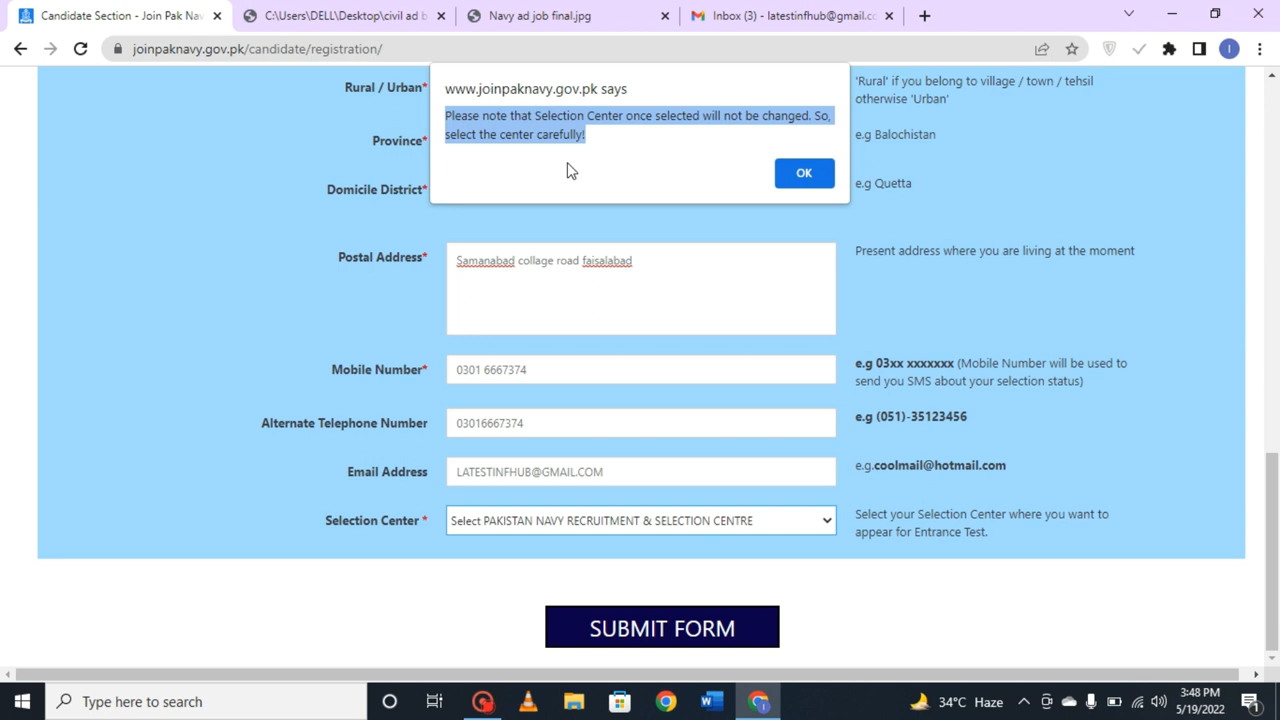 Candidate Section - Join Pak Nav
C:\Users\DELL\Desktop\civil ad b
Navy ad job final.jpg
Inbox (3) - latestinfhub@gmail.co
joinpaknavy.gov.pk/candidate/registration/
I
www.joinpaknavy.gov.pk says
Please note that Selection Center once selected will not be changed. So,
select the center carefully!
OK
Rural / Urban*
'Rural' if you belong to village / town / tehsil
otherwise 'Urban'
Province*
e.g Balochistan
Domicile District*
e.g Quetta
Postal Address*
Samanabad collage road faisalabad
Present address where you are living at the moment
Mobile Number*
0301 6667374
e.g 03xx xxxxxxx (Mobile Number will be used to
send you SMS about your selection status)
Alternate Telephone Number
03016667374
e.g (051)-35123456
Email Address
LATESTINFHUB@GMAIL.COM
e.g.coolmail@hotmail.com
Selection Center *
Select PAKISTAN NAVY RECRUITMENT & SELECTION CENTRE
Select your Selection Center where you want to
appear for Entrance Test.
SUBMIT FORM
Type here to search
34°C Haze
3:48 PM
5/19/2022
1